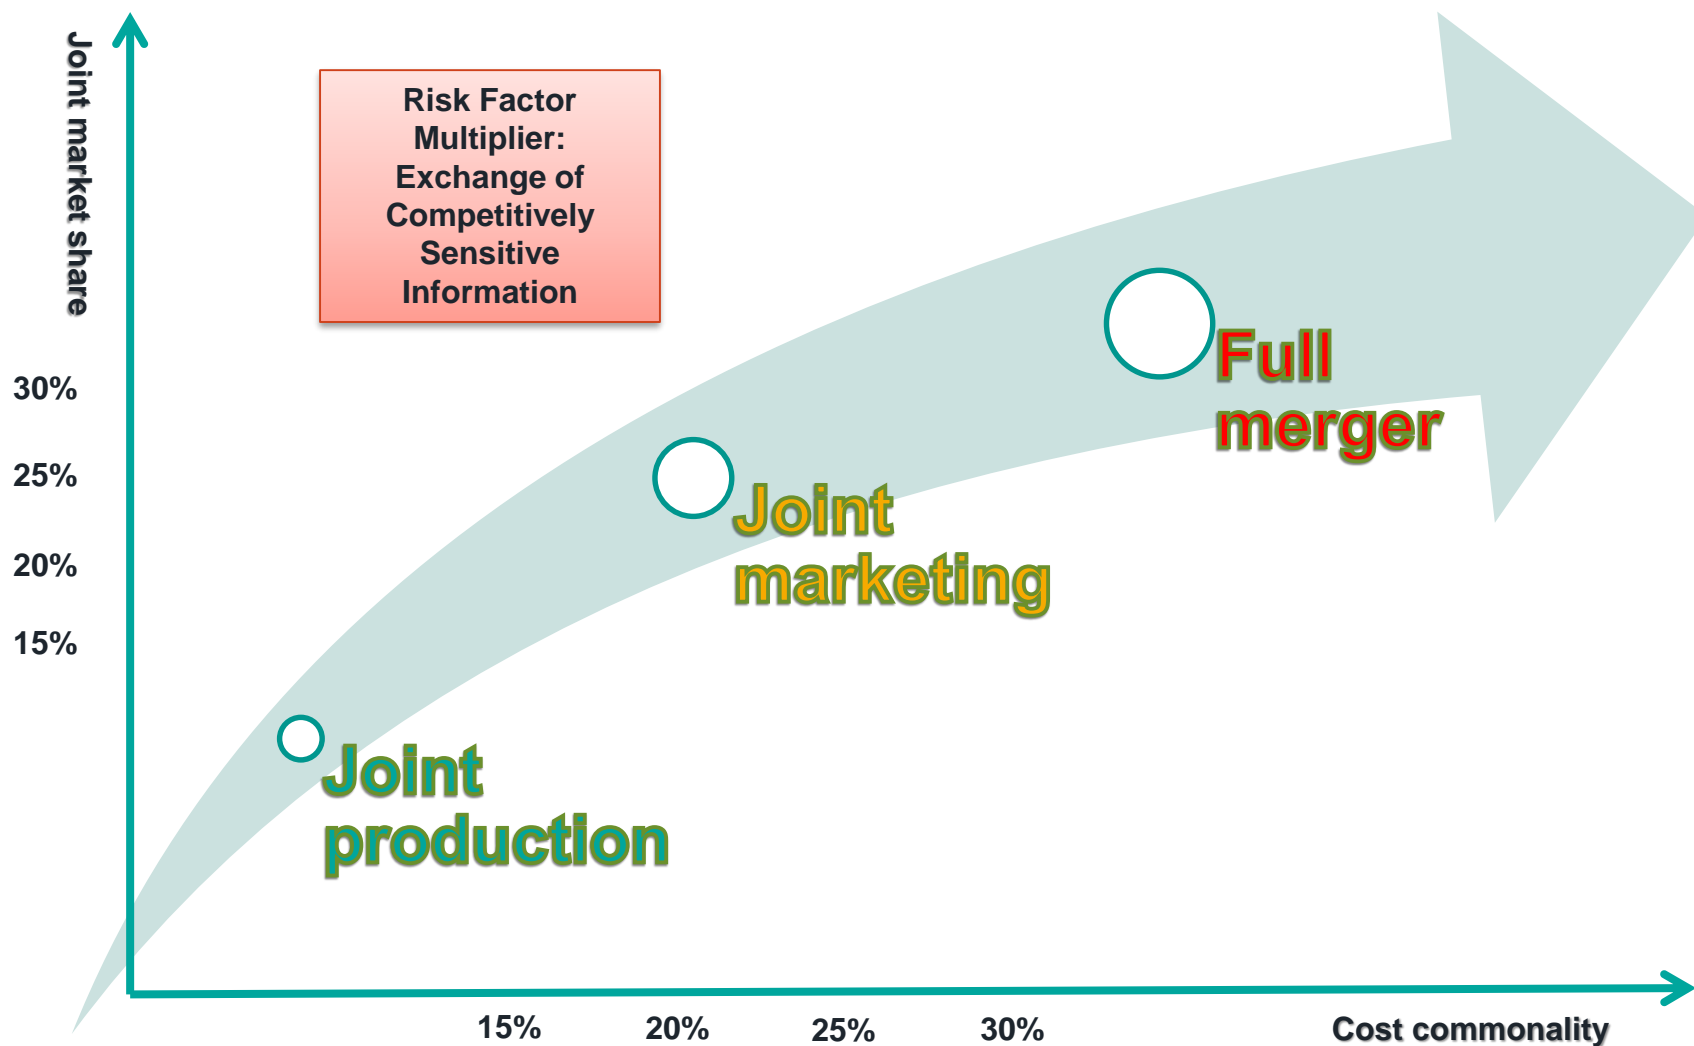 Joint market share
Risk Factor
Multiplier:
Exchange of
Competitively
Sensitive
Information
Full
merger
30%
25%
Joint
marketing
20%
15%
Joint
production
15%
20%
25%
30%
Cost commonality